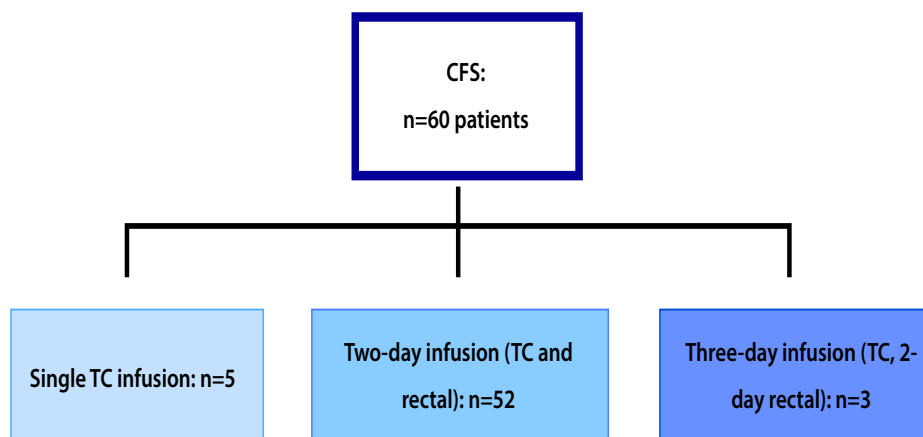 CFS:
n=60 patients
Single TC infusion: n=5
Two-day infusion (TC and
rectal): n=52
Three-day infusion (TC, 2-
day rectal): n=3